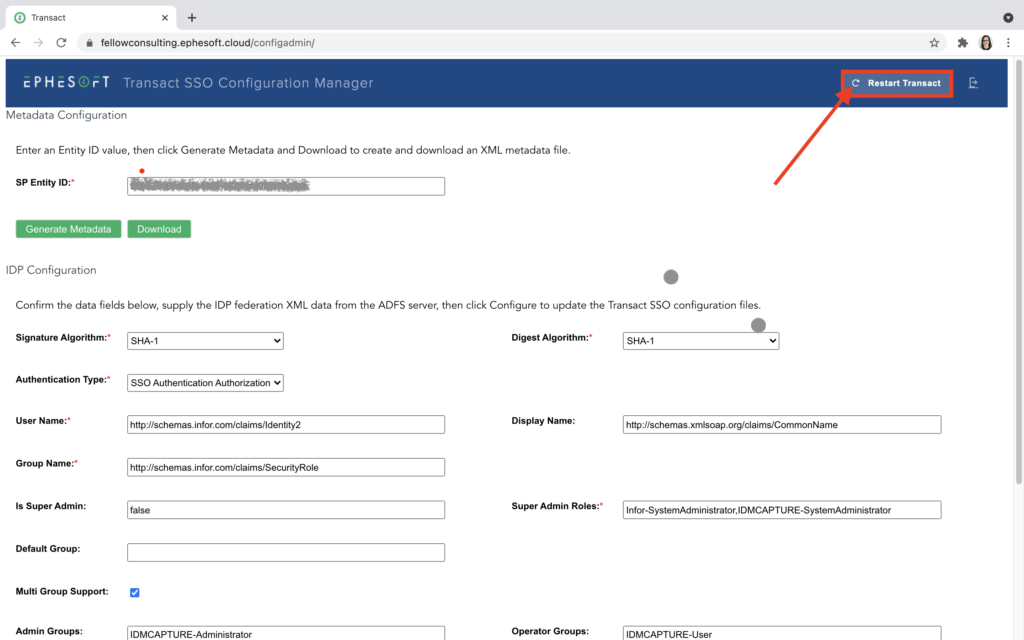 Transact
fellowconsulting.ephesoft.cloud/configadmin/
EPHESOFT Transact SSO Configuration Manager
Restart Transact
Metadata Configuration
Enter an Entity ID value, then click Generate Metadata and Download to create and download an XML metadata file.
SP Entity ID:*
Generate Metadata Download
IDP Configuration
Confirm the data fields below, supply the IDP federation XML data from the ADFS server, then click Configure to update the Transact SSO configuration files.
Signature Algorithm:* SHA-1 Digest Algorithm:* SHA-1
Authentication Type:* SSO Authentication Authorization
User Name:* http://schemas.infor.com/claims/Identity2 Display Name: http://schemas.xmlsoap.org/claims/CommonName
Group Name:* http://schemas.infor.com/claims/SecurityRole
Is Super Admin: false Super Admin Roles:* Infor-SystemAdministrator,IDMCAPTURE-SystemAdministrator
Default Group:
Multi Group Support:
Admin Groups: IDMCAPTURE-Administrator Operator Groups: IDMCAPTURE-User